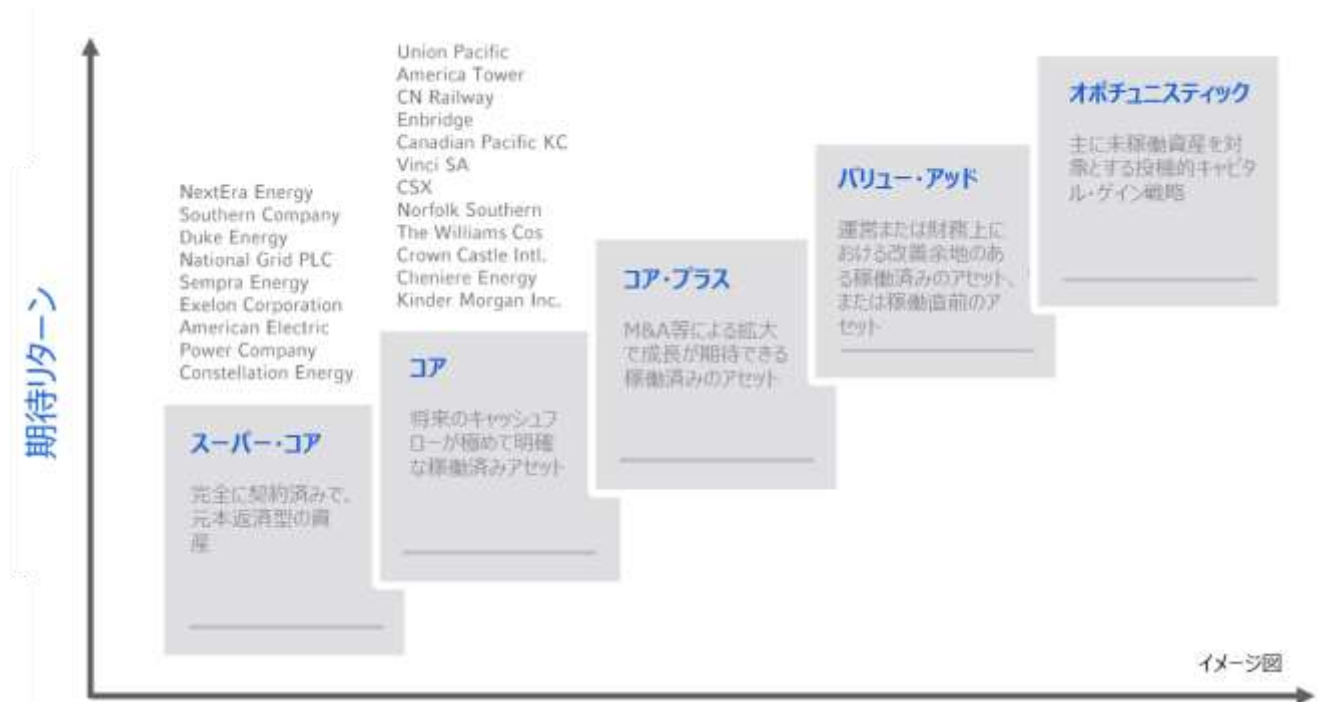 期待リターン
NextEra Energy
Southern Company
Duke Energy
National Grid PLC
Sempra Energy
Exelon Corporation
American Electric
Power Company
Constellation Energy
スーパー・コア
完全に契約済みで、
元本返済型の資
産
Union Pacific
America Tower
CN Railway
Enbridge
Canadian Pacific KC
Vinci SA
CSX
Norfolk Southern
The Williams Cos
Crown Castle Intl.
Cheniere Energy
Kinder Morgan Inc.
コア
将来のキャッシュフ
ローが極めて明確
な稼働済みアセット
コア・プラス
M&A等による拡大
で成長が期待できる
稼働済みのアセット
バリュー・アッド
運営または財務上に
おける改善余地のあ
る稼働済みのアセット、
または稼働直前のア
セット
オポチュニスティック
主に未稼働資産を対
象とする投機的キャピタ
ル・ゲイン戦略
イメージ図